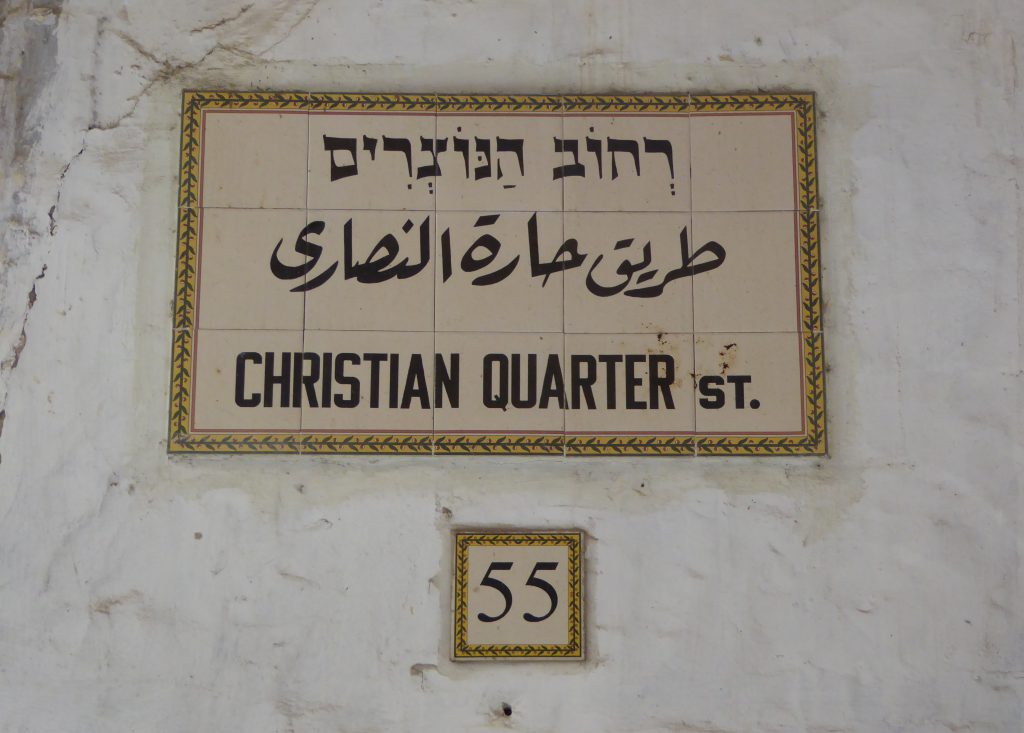 רְחוֹב הַנּוֹצְרִים
طريق حارة النصارى
CHRISTIAN QUARTER ST.
55